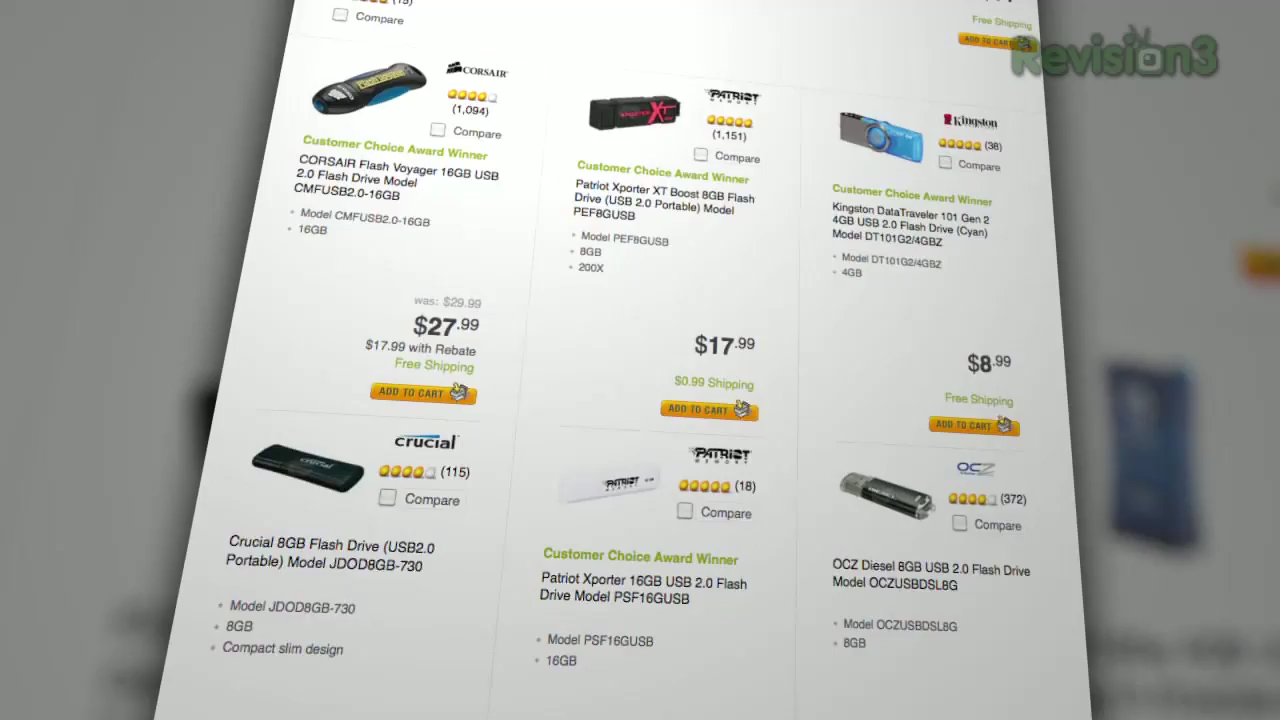 (19)
Compare
Free Shipping
ADD TO CART
Revision3
CORSAIR
(1,094)
Compare
Customer Choice Award Winner
CORSAIR Flash Voyager 16GB USB
2.0 Flash Drive Model
CMFUSB2.0-16GB
Model CMFUSB2.0-16GB
16GB
was: $29.99
$27.99
$17.99 with Rebate
Free Shipping
ADD TO CART
PATRIOT
MEMORY
(1,151)
Compare
Customer Choice Award Winner
Patriot Xporter XT Boost 8GB Flash
Drive (USB 2.0 Portable) Model
PEF8GUSB
Model PEF8GUSB
8GB
200X
$17.99
$0.99 Shipping
ADD TO CART
Kingston
(38)
Compare
Customer Choice Award Winner
Kingston DataTraveler 101 Gen 2
4GB USB 2.0 Flash Drive (Cyan)
Model DT101G2/4GBZ
Model DT101G2/4GBZ
4GB
$8.99
Free Shipping
ADD TO CART
crucial
crucial
(115)
Compare
Crucial 8GB Flash Drive (USB2.0
Portable) Model JDOD8GB-730
Model JDOD8GB-730
8GB
Compact slim design
PATRIOT
PATRIOT
MEMORY
(18)
Compare
Customer Choice Award Winner
Patriot Xporter 16GB USB 2.0 Flash
Drive Model PSF16GUSB
Model PSF16GUSB
16GB
OCZ
(372)
Compare
OCZ Diesel 8GB USB 2.0 Flash Drive
Model OCZUSBDSL8G
Model OCZUSBDSL8G
8GB